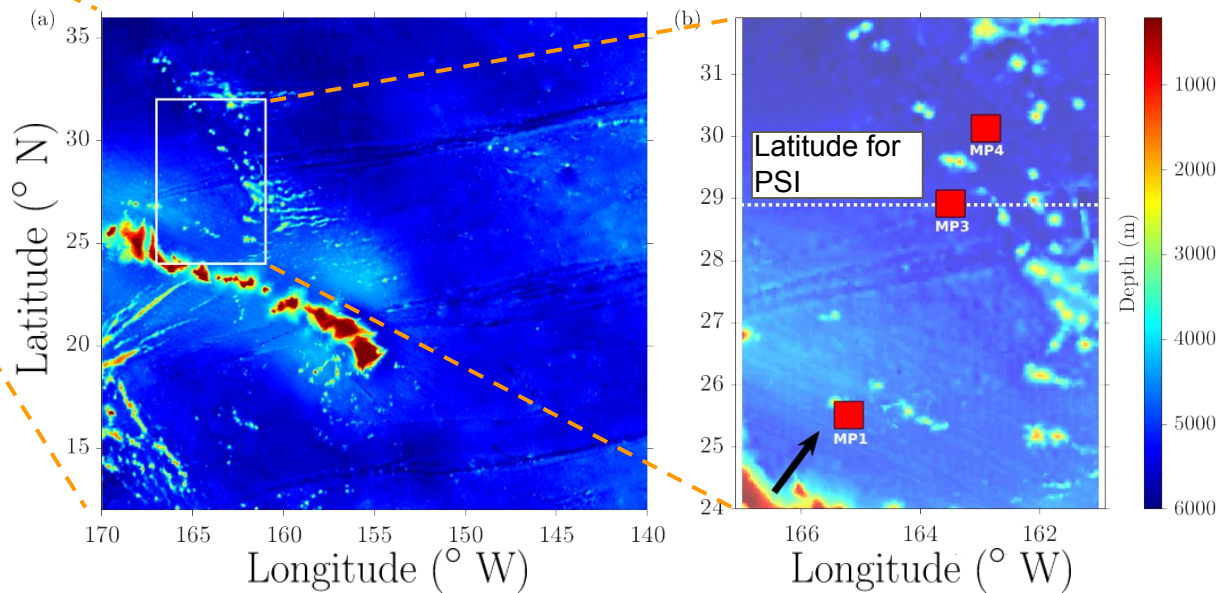 (a)
35
30
25
20
15
Latitude (° N)
170
165
160
155
150
145
140
Longitude (° W)
(b)
31
30
29
28
27
26
25
24
166
164
162
Longitude (° W)
Latitude for
PSI
MP4
MP3
MP1
1000
2000
3000
4000
5000
6000
Depth (m)